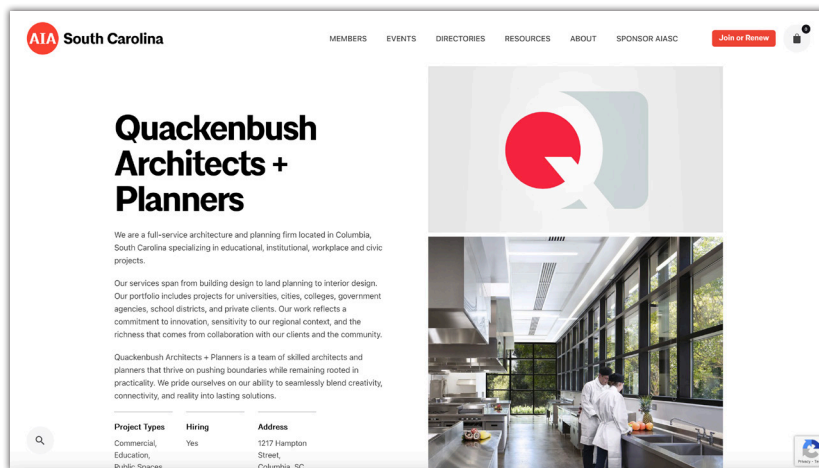 AIA South Carolina
MEMBERS EVENTS DIRECTORIES RESOURCES ABOUT SPONSOR AIASC Join or Renew 0
Quackenbush
Architects +
Planners
We are a full-service architecture and planning firm located in Columbia,
South Carolina specializing in educational, institutional, workplace and civic
projects.
Our services span from building design to land planning to interior design.
Our portfolio includes projects for universities, cities, colleges, government
agencies, school districts, and private clients. Our work reflects a
commitment to innovation, sensitivity to our regional context, and the
richness that comes from collaboration with our clients and the community.
Quackenbush Architects + Planners is a team of skilled architects and
planners that thrive on pushing boundaries while remaining rooted in
practicality. We pride ourselves on our ability to seamlessly blend creativity,
connectivity, and reality into lasting solutions.
Project Types Hiring Address
Commercial, Yes 1217 Hampton
Education, Street,
Public Spaces Columbia, SC
Privacy